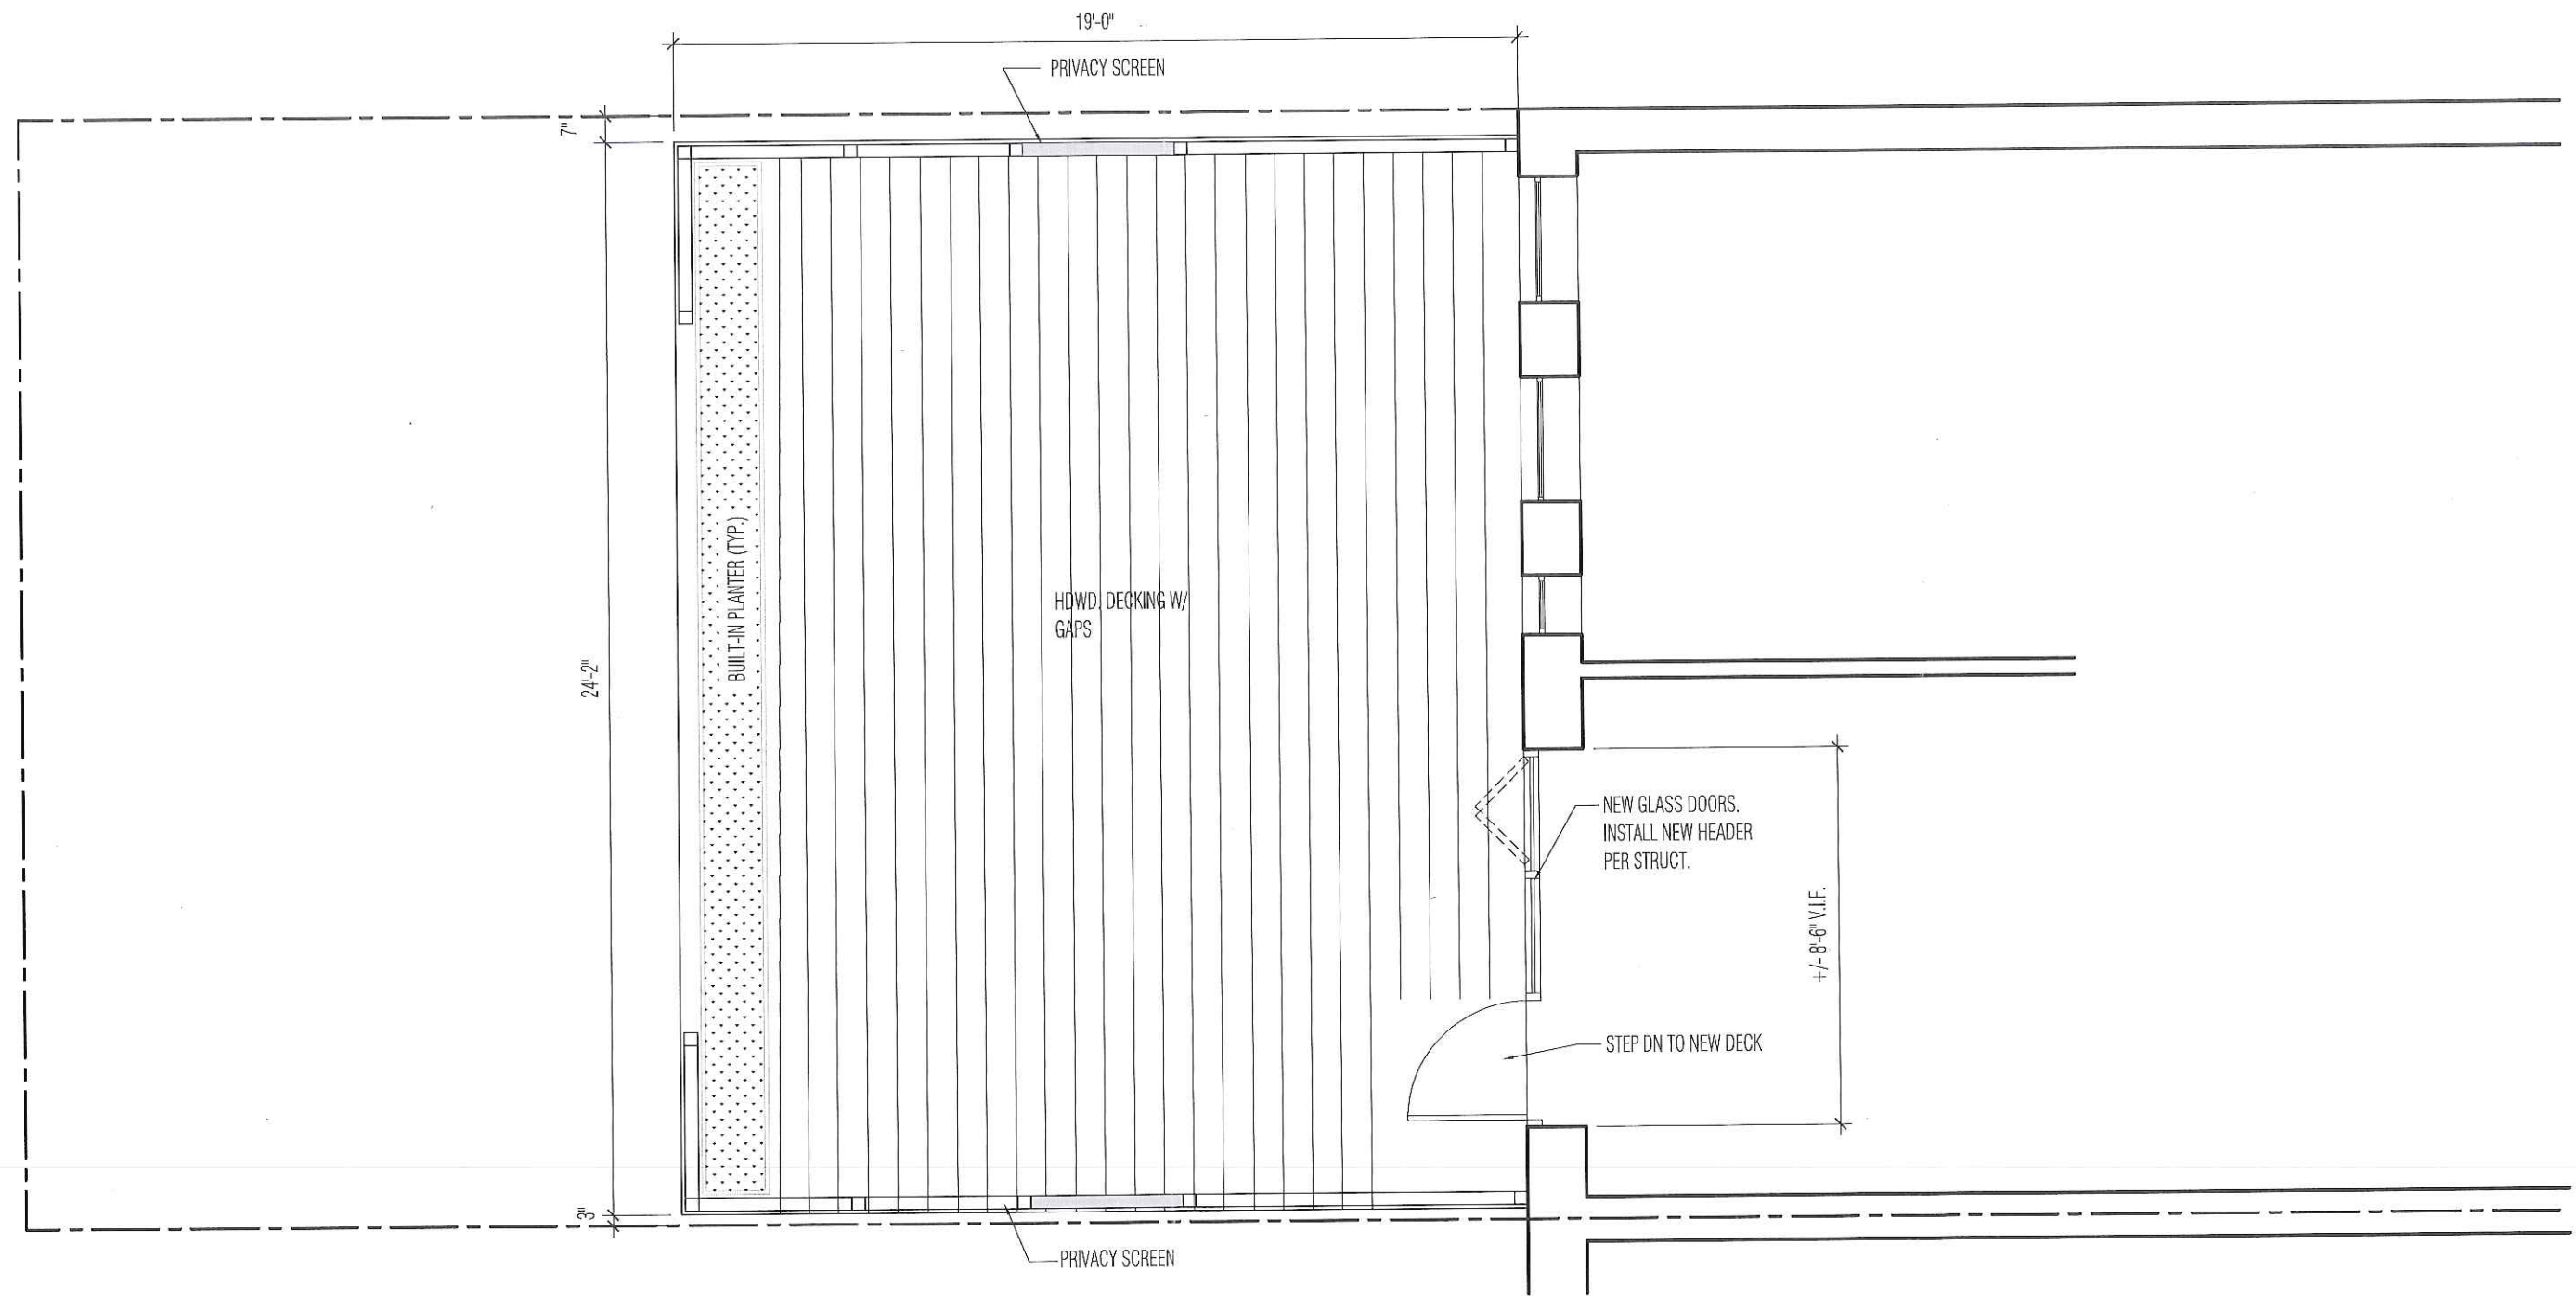 19'-0"
PRIVACY SCREEN
7"
BUILT-IN PLANTER (TYP.)
HDWD. DECKING W/
GAPS
24'-2"
NEW GLASS DOORS.
INSTALL NEW HEADER
PER STRUCT.
+/- 8'-6" V.I.F.
STEP DN TO NEW DECK
3"
PRIVACY SCREEN